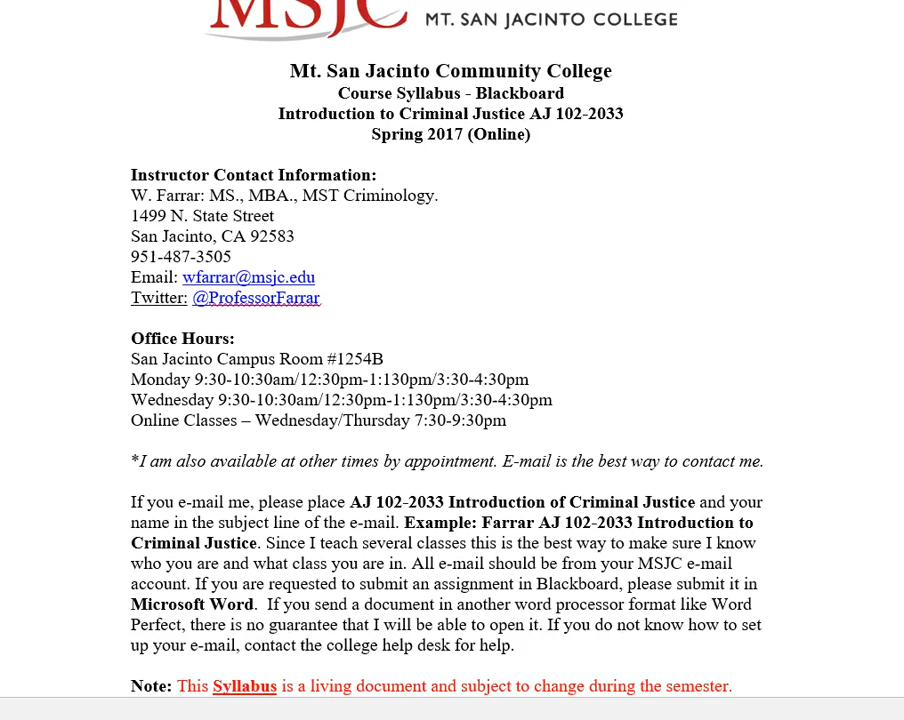 MSJC MT. SAN JACINTO COLLEGE
Mt. San Jacinto Community College
Course Syllabus - Blackboard
Introduction to Criminal Justice AJ 102-2033
Spring 2017 (Online)
Instructor Contact Information:
W. Farrar: MS., MBA., MST Criminology.
1499 N. State Street
San Jacinto, CA 92583
951-487-3505
Email: wfarrar@msjc.edu
Twitter: @ProfessorFarrar
Office Hours:
San Jacinto Campus Room #1254B
Monday 9:30-10:30am/12:30pm-1:130pm/3:30-4:30pm
Wednesday 9:30-10:30am/12:30pm-1:130pm/3:30-4:30pm
Online Classes – Wednesday/Thursday 7:30-9:30pm
*I am also available at other times by appointment. E-mail is the best way to contact me.
If you e-mail me, please place AJ 102-2033 Introduction of Criminal Justice and your
name in the subject line of the e-mail. Example: Farrar AJ 102-2033 Introduction to
Criminal Justice. Since I teach several classes this is the best way to make sure I know
who you are and what class you are in. All e-mail should be from your MSJC e-mail
account. If you are requested to submit an assignment in Blackboard, please submit it in
Microsoft Word.  If you send a document in another word processor format like Word
Perfect, there is no guarantee that I will be able to open it. If you do not know how to set
up your e-mail, contact the college help desk for help.
Note: This Syllabus is a living document and subject to change during the semester.